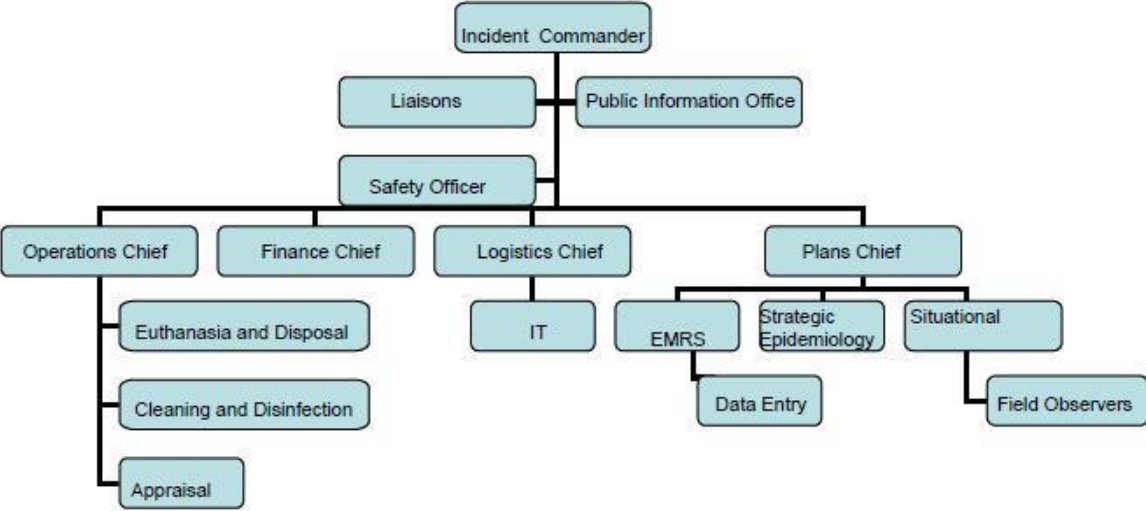 Incident Commander
Liaisons
Public Information Office
Safety Officer
Operations Chief
Finance Chief
Logistics Chief
Plans Chief
Euthanasia and Disposal
IT
EMRS
Strategic
Epidemiology
Situational
Cleaning and Disinfection
Data Entry
Field Observers
Appraisal